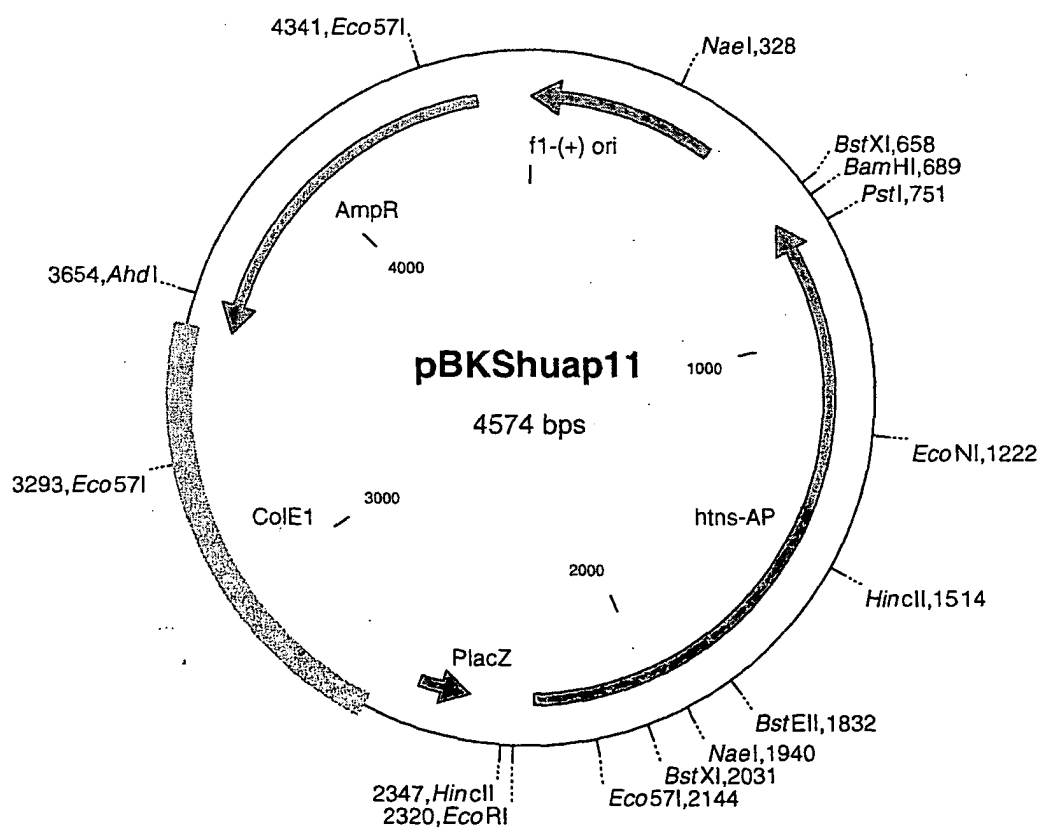 4341,Eco57I
NaeI,328
f1-(+) ori
BstXI,658
BamHI,689
PstI,751
AmpR
4000
3654,AhdI
pBKShuap11
4574 bps
1000
EcoNI,1222
3293,Eco57I
3000
ColE1
htns-AP
2000
HincII,1514
PlacZ
BstEII,1832
NaeI,1940
BstXI,2031
Eco57I,2144
2347,HincII
2320,EcoRI